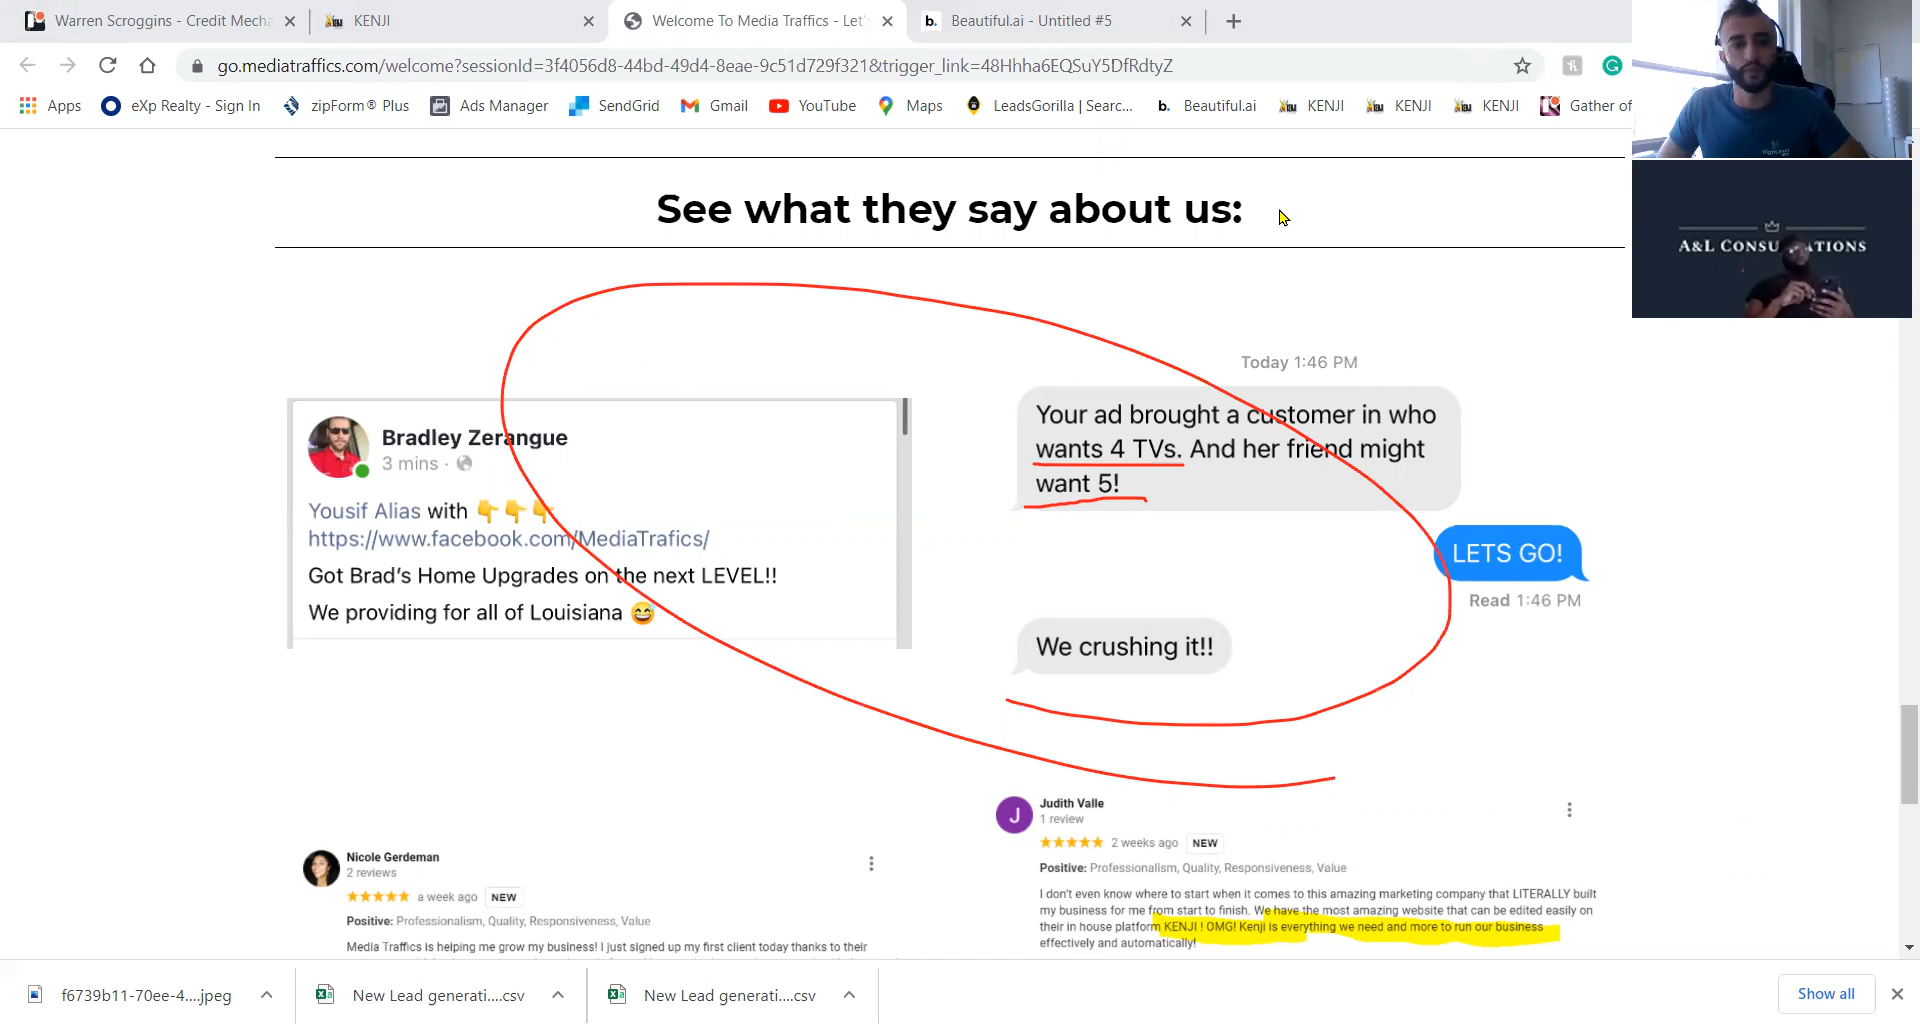 Warren Scroggins - Credit Mecha
KENJI
Welcome To Media Traffics - Let's
b. Beautiful.ai - Untitled #5
go.mediatraffics.com/welcome?sessionId=3f4056d8-44bd-49d4-8eae-9c51d729f321&trigger_link=48Hhha6EQSuY5DfRdtyZ
Apps
eXp Realty - Sign In
zipForm® Plus
Ads Manager
SendGrid
Gmail
YouTube
Maps
LeadsGorilla | Searc...
b. Beautiful.ai
KENJI
KENJI
KENJI
Gather of
See what they say about us:
A&L CONSU TATIONS
Today 1:46 PM
Your ad brought a customer in who
wants 4 TVs. And her friend might
want 5!
LETS GO!
Read 1:46 PM
We crushing it!!
Bradley Zerangue
3 mins ·
Yousif Alias with 👇👇👇
https://www.facebook.com/MediaTrafics/
Got Brad's Home Upgrades on the next LEVEL!!
We providing for all of Louisiana 😅
J
Judith Valle
1 review
2 weeks ago NEW
Positive: Professionalism, Quality, Responsiveness, Value
I don't even know where to start when it comes to this amazing marketing company that LITERALLY built
my business for me from start to finish. We have the most amazing website that can be edited easily on
their in house platform KENJI ! OMG! Kenji is everything we need and more to run our business
effectively and automatically!
Nicole Gerdeman
2 reviews
a week ago NEW
Positive: Professionalism, Quality, Responsiveness, Value
Media Traffics is helping me grow my business! I just signed up my first client today thanks to their
f6739b11-70ee-4....jpeg
New Lead generati....csv
New Lead generati....csv
Show all